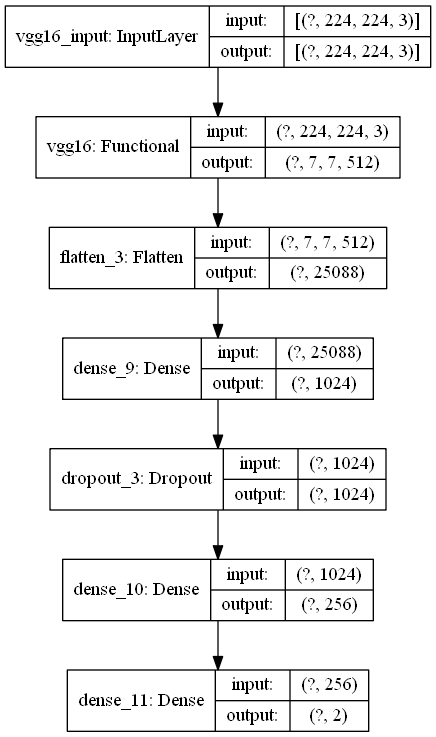 vgg16_input: InputLayer
input: [(?, 224, 224, 3)]
output: [(?, 224, 224, 3)]
vgg16: Functional
input: (?, 224, 224, 3)
output: (?, 7, 7, 512)
flatten_3: Flatten
input: (?, 7, 7, 512)
output: (?, 25088)
dense_9: Dense
input: (?, 25088)
output: (?, 1024)
dropout_3: Dropout
input: (?, 1024)
output: (?, 1024)
dense_10: Dense
input: (?, 1024)
output: (?, 256)
dense_11: Dense
input: (?, 256)
output: (?, 2)